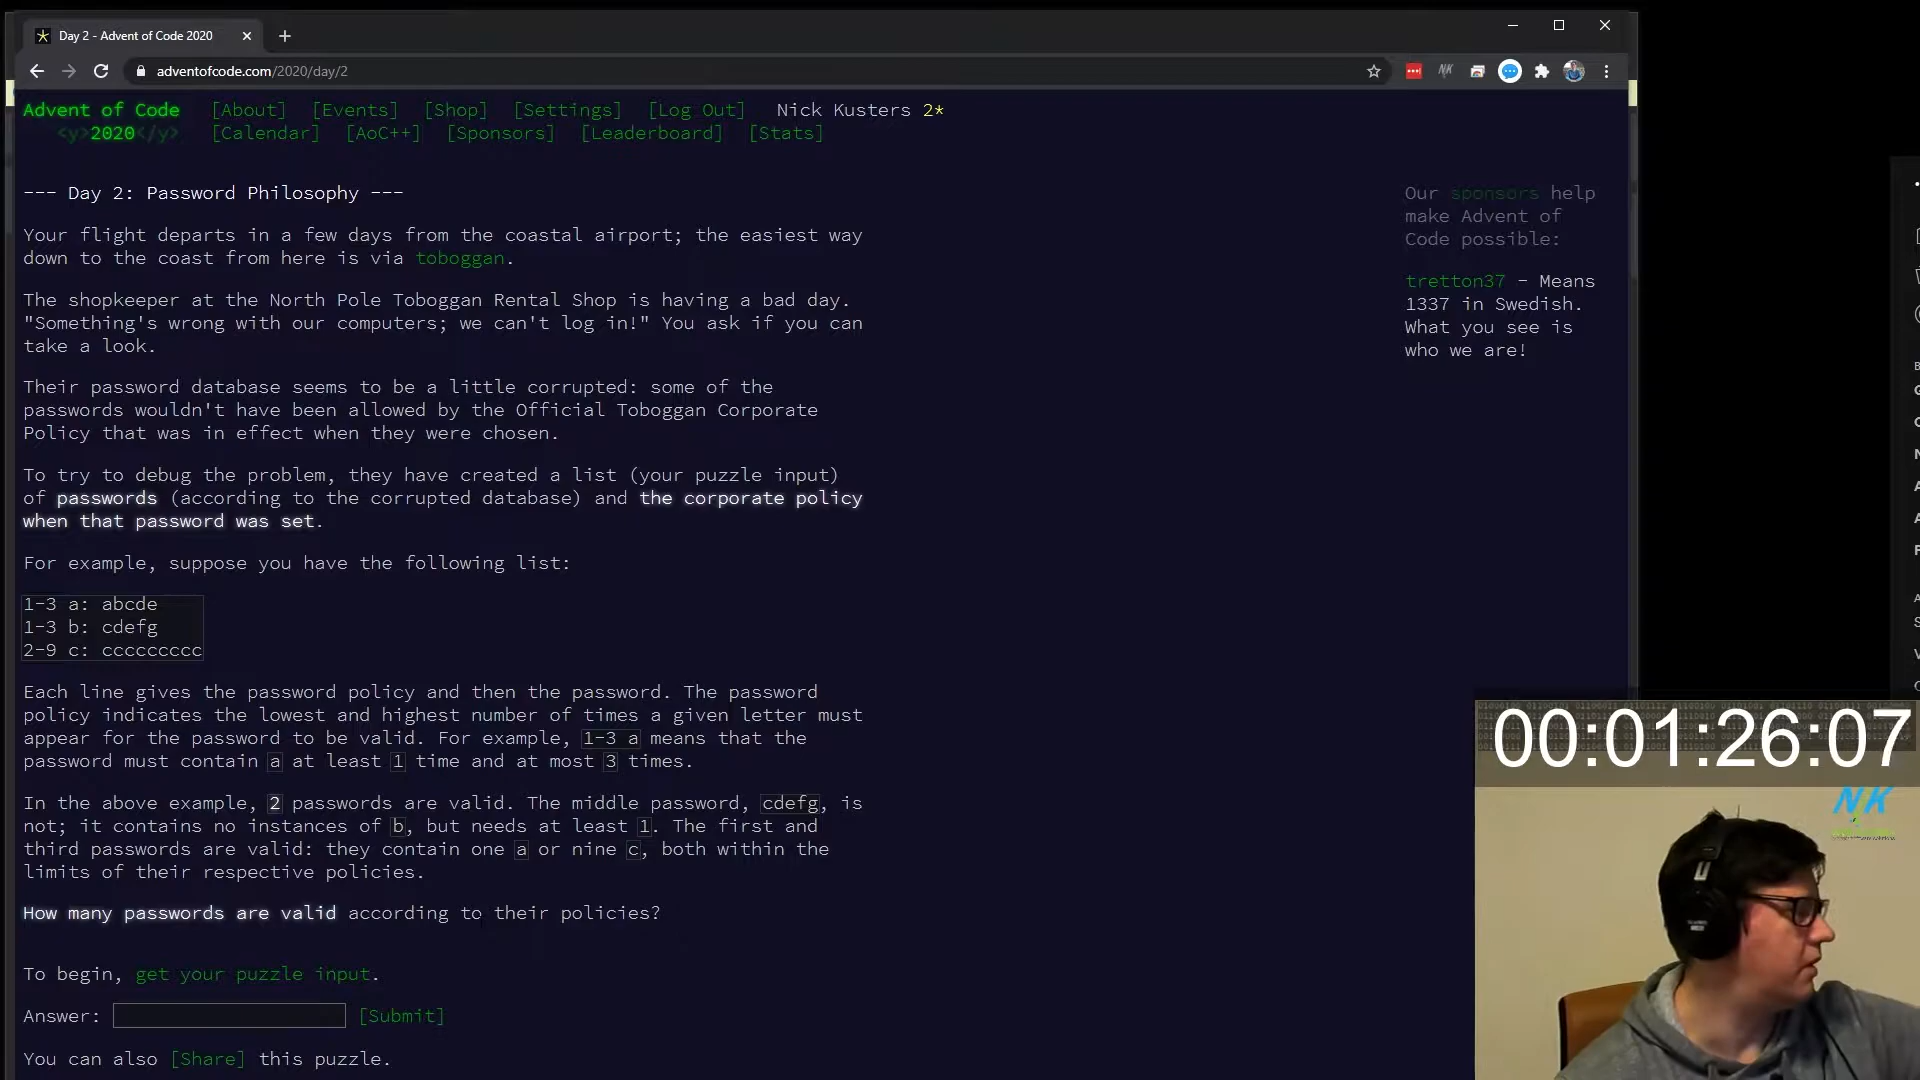 Day 2 - Advent of Code 2020
adventofcode.com/2020/day/2
Advent of Code [About] [Events] [Shop] [Settings] [Log Out] Nick Kusters 2*
<y>2020</y> [Calendar] [AoC++] [Sponsors] [Leaderboard] [Stats]
--- Day 2: Password Philosophy ---
Your flight departs in a few days from the coastal airport; the easiest way
down to the coast from here is via toboggan.
The shopkeeper at the North Pole Toboggan Rental Shop is having a bad day.
"Something's wrong with our computers; we can't log in!" You ask if you can
take a look.
Their password database seems to be a little corrupted: some of the
passwords wouldn't have been allowed by the Official Toboggan Corporate
Policy that was in effect when they were chosen.
To try to debug the problem, they have created a list (your puzzle input)
of passwords (according to the corrupted database) and the corporate policy
when that password was set.
For example, suppose you have the following list:
1-3 a: abcde
1-3 b: cdefg
2-9 c: ccccccccc
Each line gives the password policy and then the password. The password
policy indicates the lowest and highest number of times a given letter must
appear for the password to be valid. For example, 1-3 a means that the
password must contain a at least 1 time and at most 3 times.
In the above example, 2 passwords are valid. The middle password, cdefg, is
not; it contains no instances of b, but needs at least 1. The first and
third passwords are valid: they contain one a or nine c, both within the
limits of their respective policies.
How many passwords are valid according to their policies?
To begin, get your puzzle input.
Answer: [Submit]
You can also [Share] this puzzle.
Our sponsors help
make Advent of
Code possible:
tretton37 - Means
1337 in Swedish.
What you see is
who we are!
00:01:26:07
NK